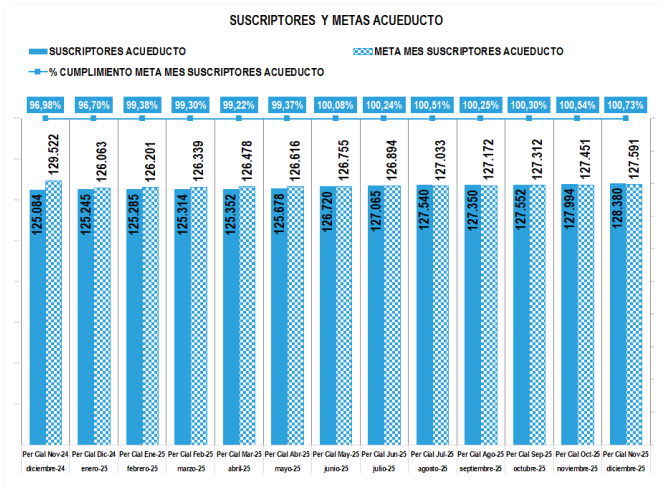 SUSCRIPTORES Y METAS ACUEDUCTO
SUSCRIPTORES ACUEDUCTO
META MES SUSCRIPTORES ACUEDUCTO
% CUMPLIMIENTO META MES SUSCRIPTORES ACUEDUCTO
96,98% 96,70% 99,38% 99,30% 99,22% 99,37% 100,08% 100,24% 100,51% 100,25% 100,30% 100,54% 100,73%
129.522 126.063 126.201 126.339 126.478 126.616 126.755 126.894 127.033 127.172 127.312 127.451 127.591
125.084 125.245 125.285 125.314 125.352 125.678 126.720 127.065 127.540 127.350 127.552 127.994 128.380
Per Cial Nov-24 Per Cial Dic-24 Per Cial Ene-25 Per Cial Feb-25 Per Cial Mar-25 Per Cial Abr-25 Per Cial May-25 Per Cial Jun-25 Per Cial Jul-25 Per Cial Ago-25 Per Cial Sep-25 Per Cial Oct-25 Per Cial Nov-25
diciembre-24 enero-25 febrero-25 marzo-25 abril-25 mayo-25 junio-25 julio-25 agosto-25 septiembre-25 octubre-25 noviembre-25 diciembre-25